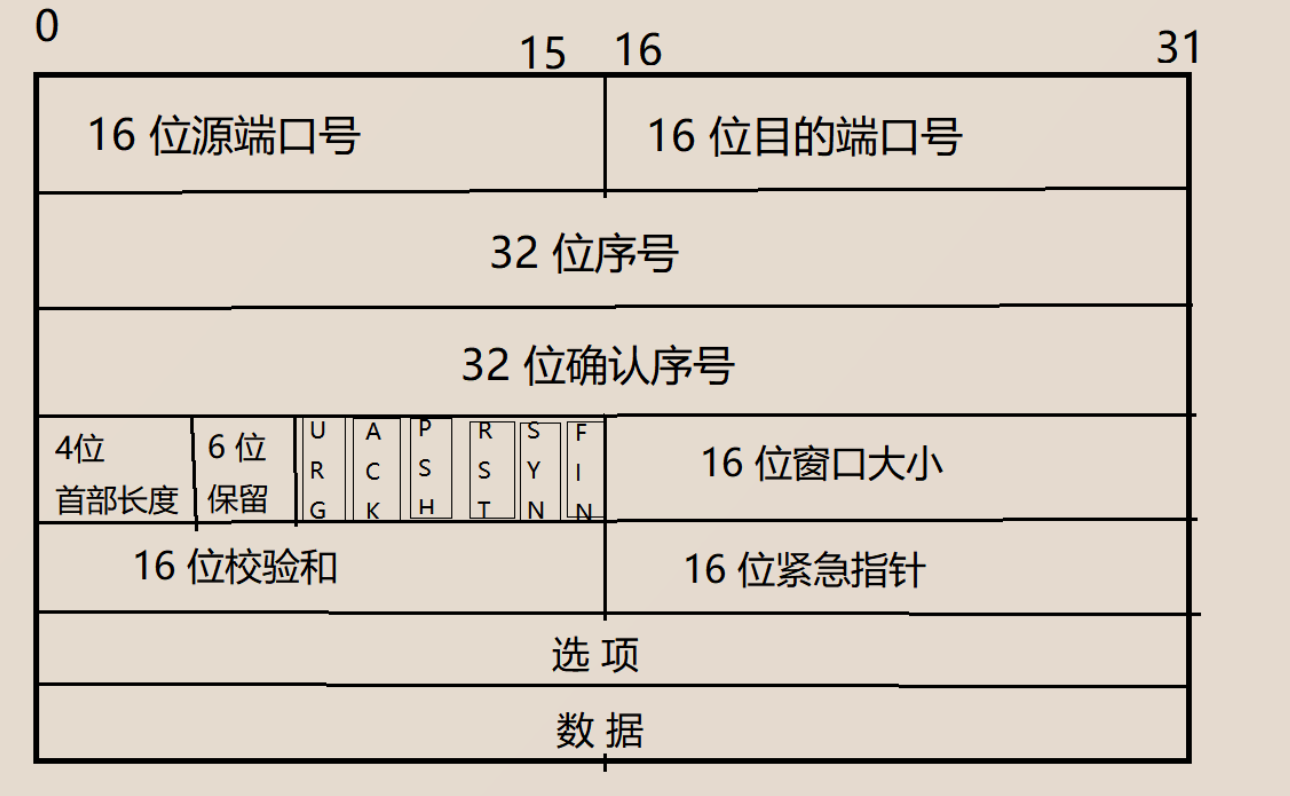 0
15 16
31
16 位源端口号
16 位目的端口号
32 位序号
32 位确认序号
4位
首部长度
6 位
保留
URG
ACK
PSH
RST
SYN
FIN
16 位窗口大小
16 位校验和
16 位紧急指针
选 项
数 据